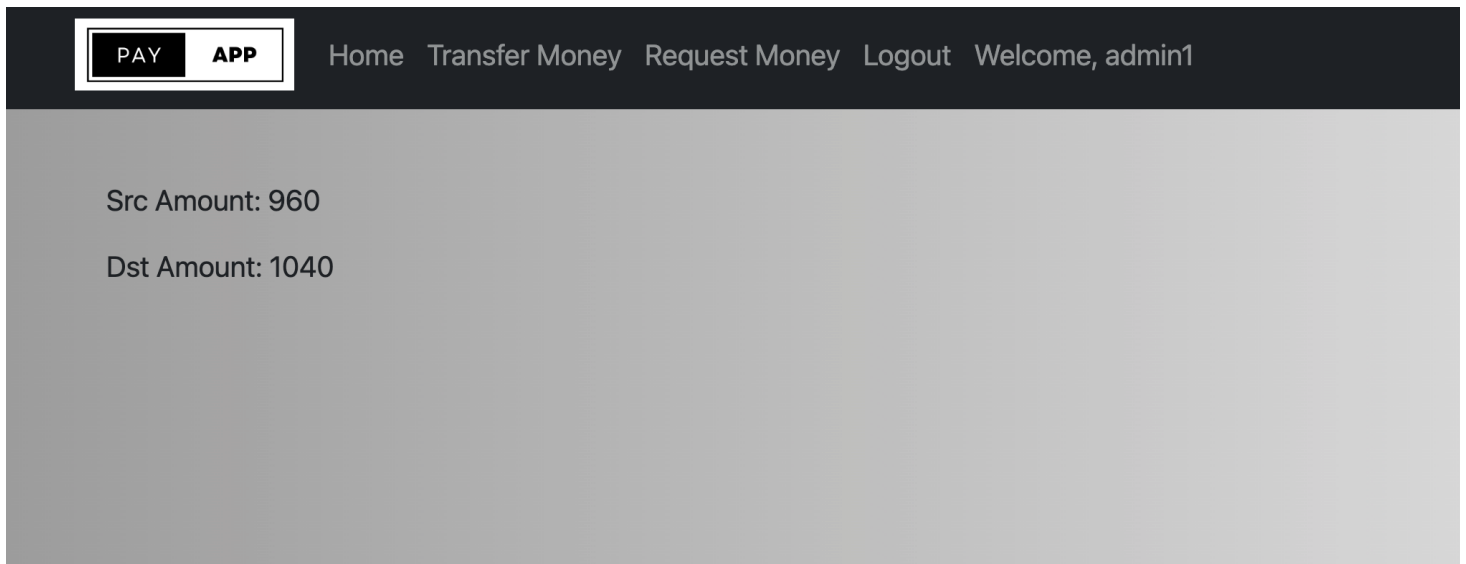 PAY APP Home Transfer Money Request Money Logout Welcome, admin1
Src Amount: 960
Dst Amount: 1040